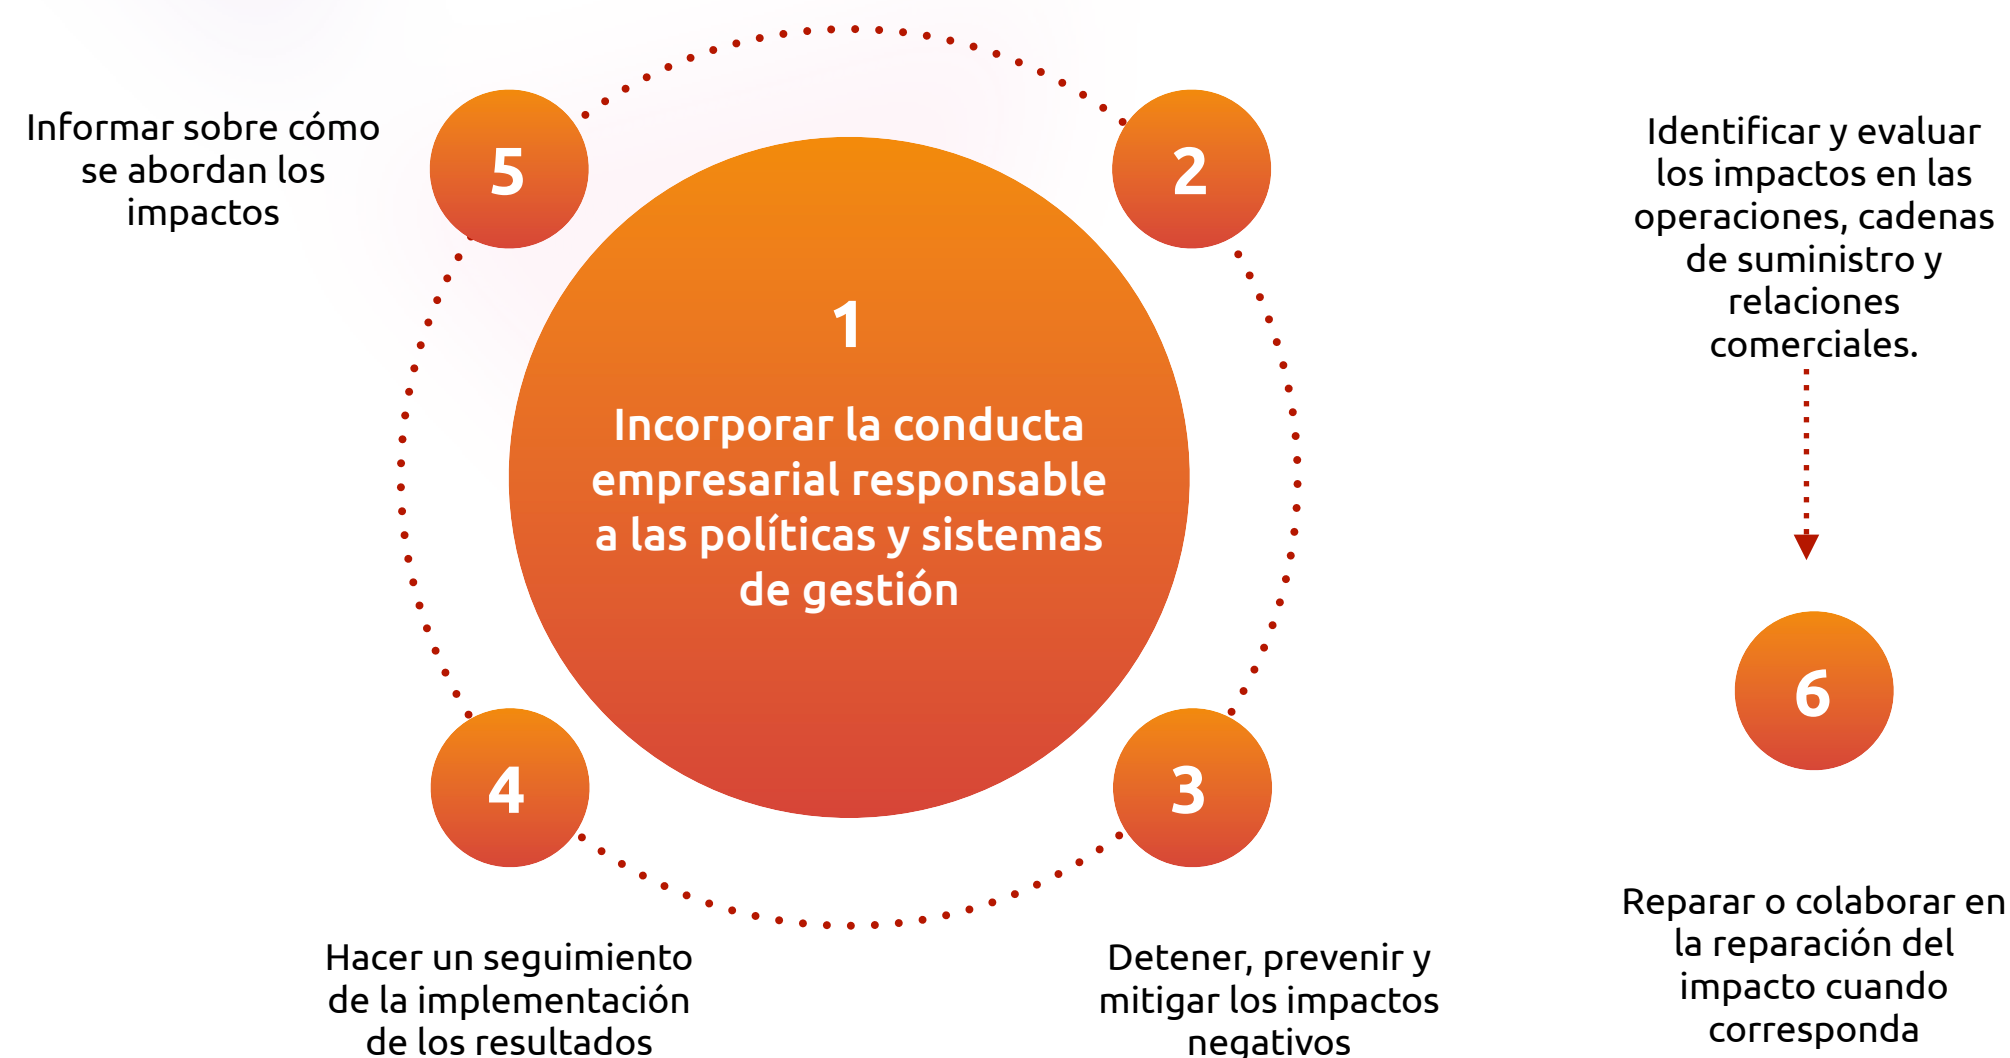 1
Incorporar la conducta
empresarial responsable
a las políticas y sistemas
de gestión
2
Identificar y evaluar
los impactos en las
operaciones, cadenas
de suministro y
relaciones
comerciales.
3
Detener, prevenir y
mitigar los impactos
negativos
4
Hacer un seguimiento
de la implementación
de los resultados
5
Informar sobre cómo
se abordan los
impactos
6
Reparar o colaborar en
la reparación del
impacto cuando
corresponda